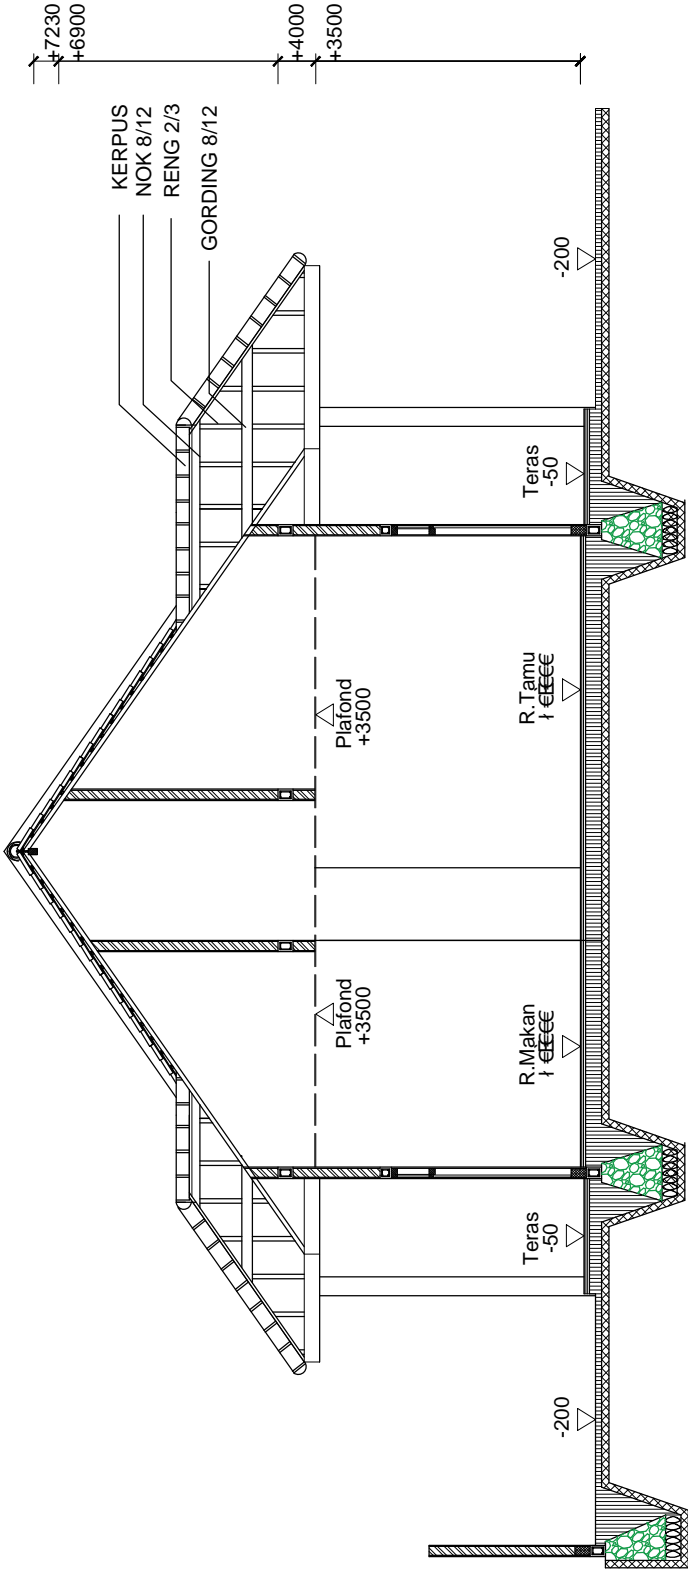 +7230
+6900
+4000
+3500
KERPUS
NOK 8/12
RENG 2/3
GORDING 8/12
-200
Teras
-50
R.Tamu
Plafond
+3500
R.Makan
Plafond
+3500
Teras
-50
-200